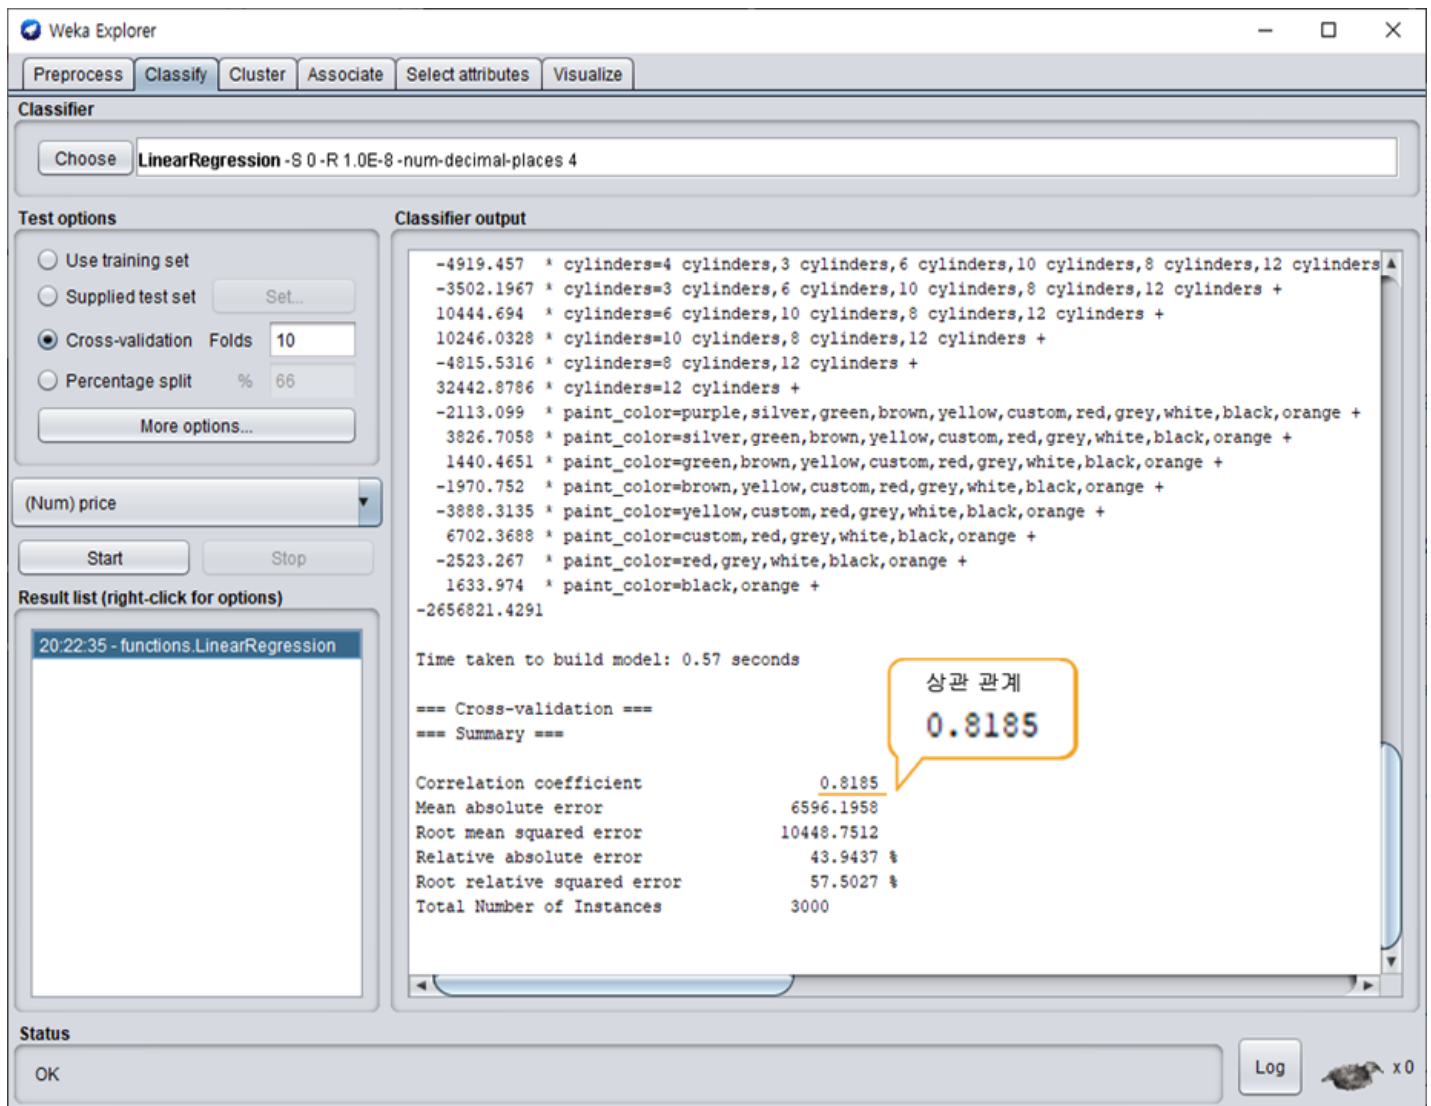 Weka Explorer
Preprocess Classify Cluster Associate Select attributes Visualize
Classifier
Choose LinearRegression -S 0 -R 1.0E-8 -num-decimal-places 4
Test options
Use training set
Supplied test set Set...
Cross-validation Folds 10
Percentage split % 66
More options...
(Num) price
Start Stop
Result list (right-click for options)
20:22:35 - functions.LinearRegression
Classifier output
-4919.457 * cylinders=4 cylinders,3 cylinders,6 cylinders,10 cylinders,8 cylinders,12 cylinders
-3502.1967 * cylinders=3 cylinders,6 cylinders,10 cylinders,8 cylinders,12 cylinders +
10444.694 * cylinders=6 cylinders,10 cylinders,8 cylinders,12 cylinders +
10246.0328 * cylinders=10 cylinders,8 cylinders,12 cylinders +
-4815.5316 * cylinders=8 cylinders,12 cylinders +
32442.8786 * cylinders=12 cylinders +
-2113.099 * paint_color=purple,silver,green,brown,yellow,custom,red,grey,white,black,orange +
3826.7058 * paint_color=silver,green,brown,yellow,custom,red,grey,white,black,orange +
1440.4651 * paint_color=green,brown,yellow,custom,red,grey,white,black,orange +
-1970.752 * paint_color=brown,yellow,custom,red,grey,white,black,orange +
-3888.3135 * paint_color=yellow,custom,red,grey,white,black,orange +
6702.3688 * paint_color=custom,red,grey,white,black,orange +
-2523.267 * paint_color=red,grey,white,black,orange +
1633.974 * paint_color=black,orange +
-2656821.4291
Time taken to build model: 0.57 seconds
=== Cross-validation ===
=== Summary ===
상관 관계
0.8185
Correlation coefficient 0.8185
Mean absolute error 6596.1958
Root mean squared error 10448.7512
Relative absolute error 43.9437 %
Root relative squared error 57.5027 %
Total Number of Instances 3000
Status
OK
Log
x 0